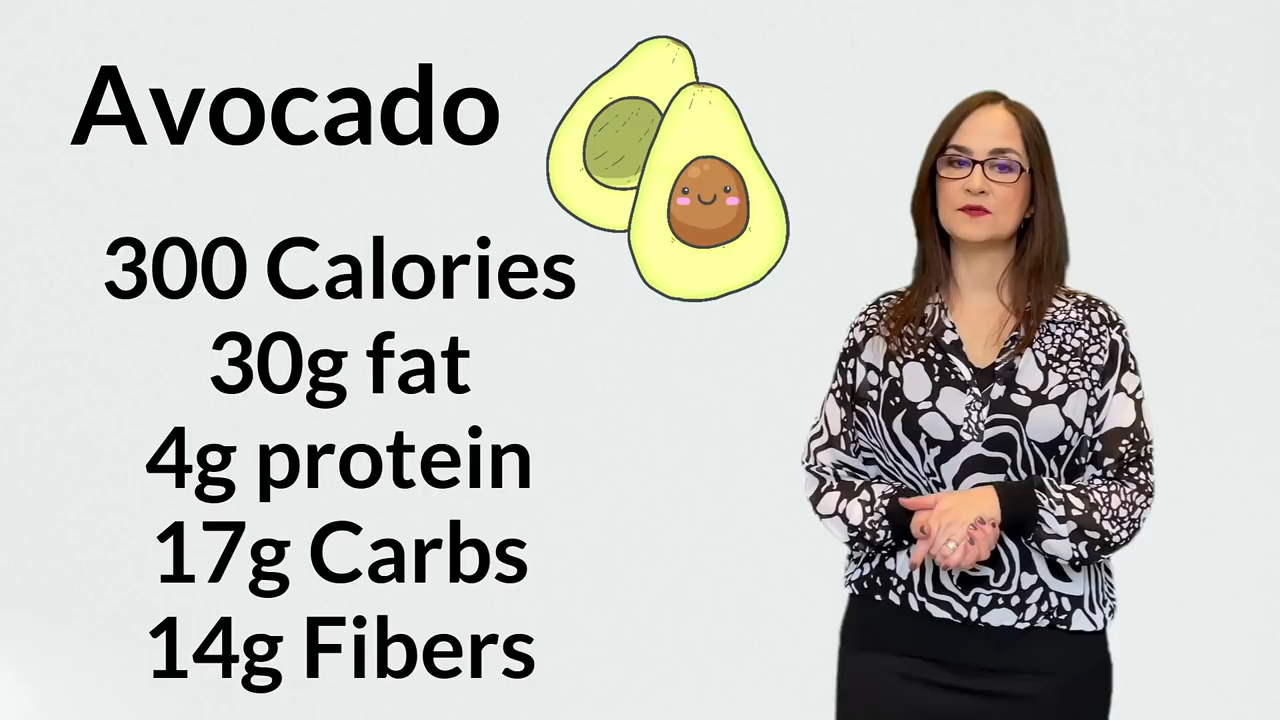 Avocado
300 Calories
30g fat
4g protein
17g Carbs
14g Fibers